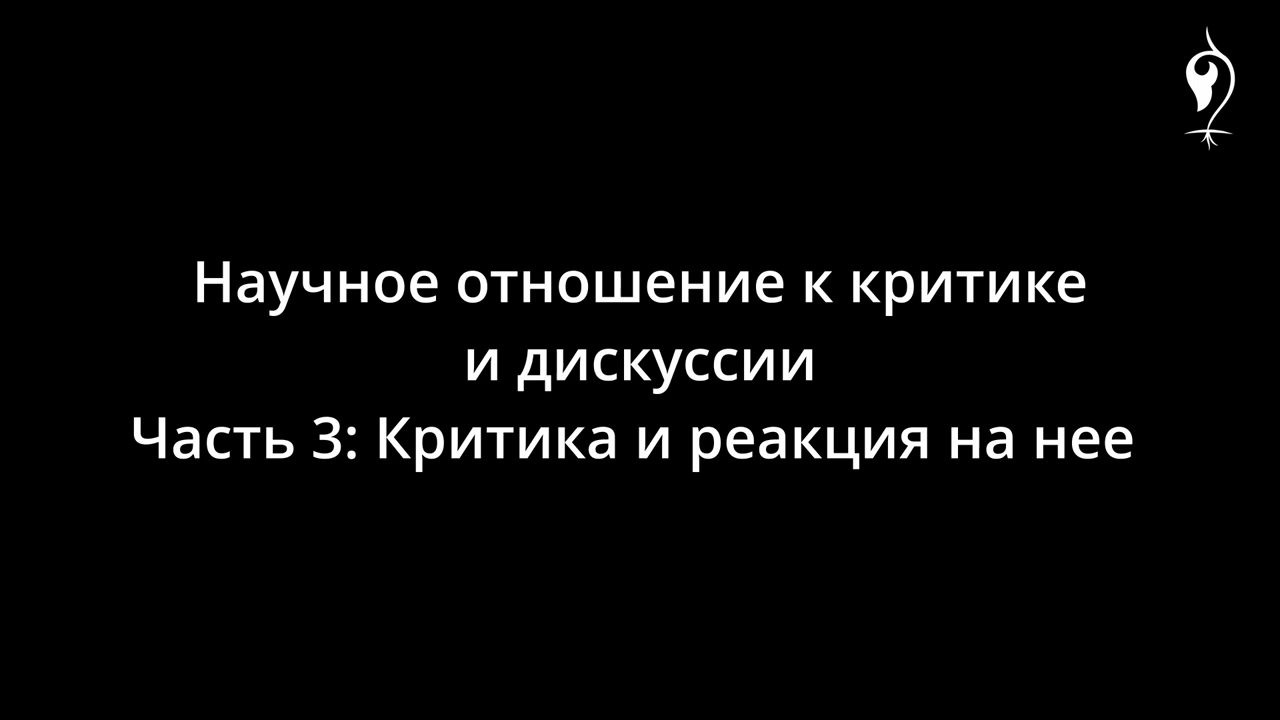 Научное отношение к критике
и дискуссии
Часть 3: Критика и реакция на нее